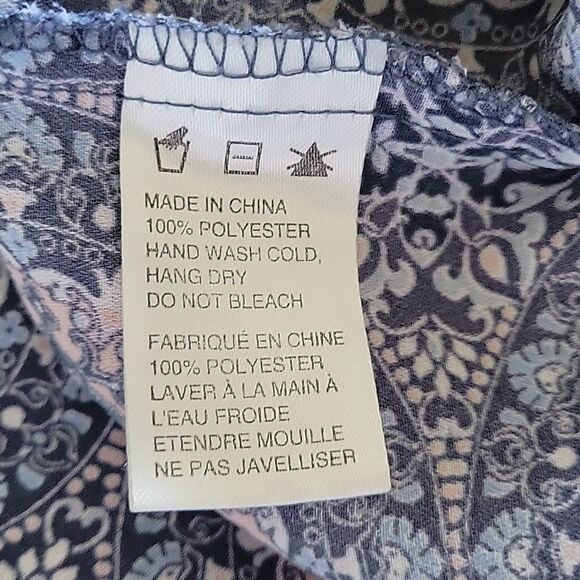 MADE IN CHINA
100% POLYESTER
HAND WASH COLD,
HANG DRY
DO NOT BLEACH
FABRIQUÉ EN CHINE
100% POLYESTER
LAVER À LA MAIN À
L'EAU FROIDE
ETENDRE MOUILLE
NE PAS JAVELLISER